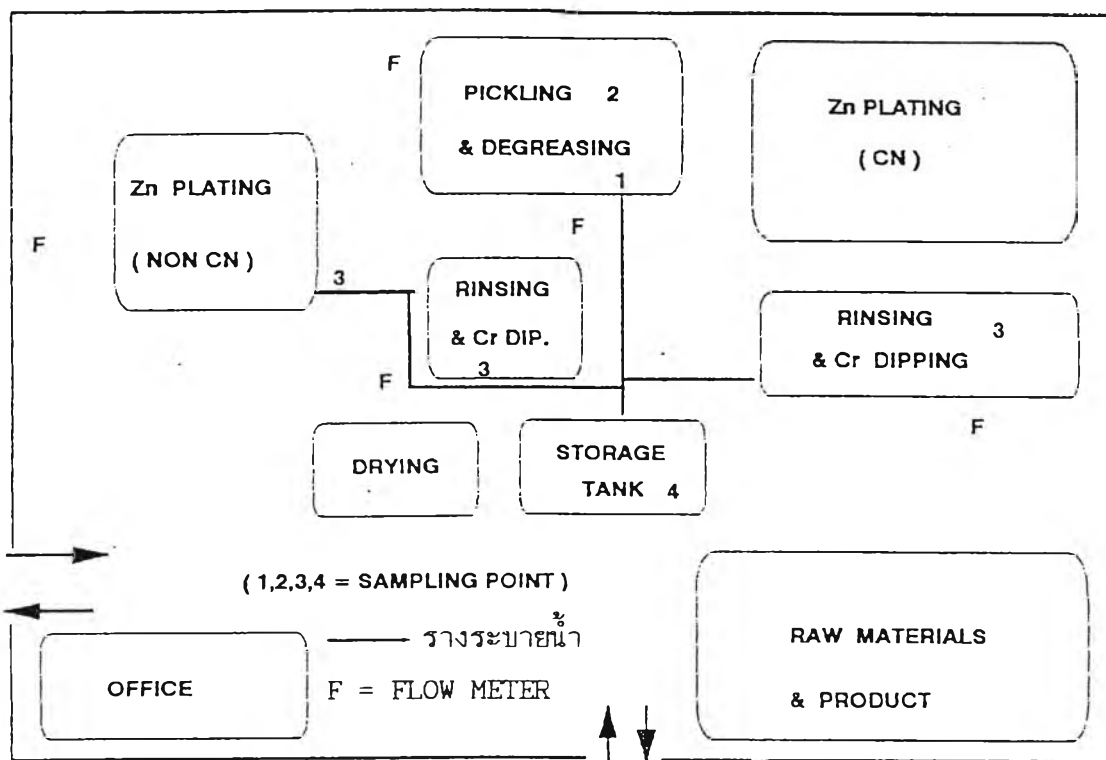 F
PICKLING 2
& DEGREASING
1
Zn PLATING
( CN )
Zn PLATING
( NON CN )
F
F
3
RINSING
& Cr DIP.
3
F
RINSING 3
& Cr DIPPING
F
DRYING
STORAGE
TANK 4
( 1,2,3,4 = SAMPLING POINT )
รางระบายน้ำ
F = FLOW METER
OFFICE
RAW MATERIALS
& PRODUCT